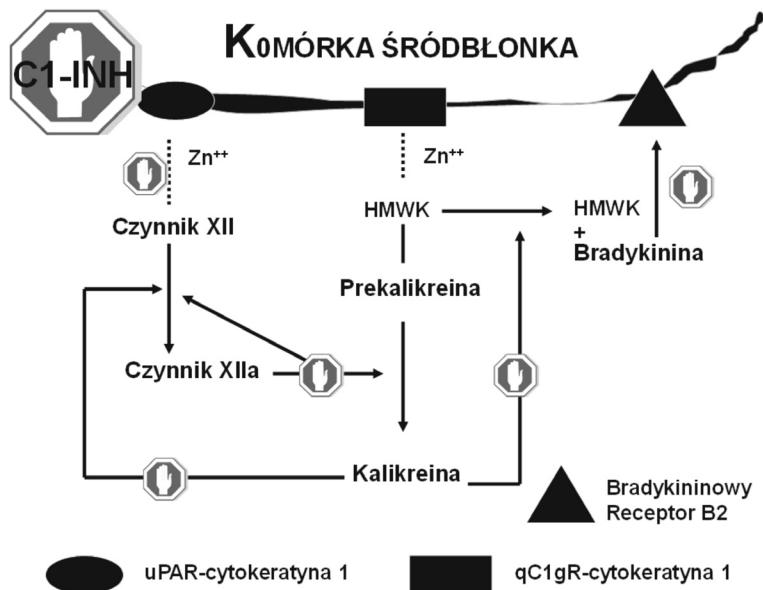 C1-INH
K0MÓRKA ŚRÓDBŁONKA
Zn++
Zn++
Czynnik XII
HMWK
HMWK
+
Bradykinina
Prekalikreina
Czynnik XIIa
Kalikreina
Bradykininowy
Receptor B2
uPAR-cytokeratyna 1
qC1gR-cytokeratyna 1